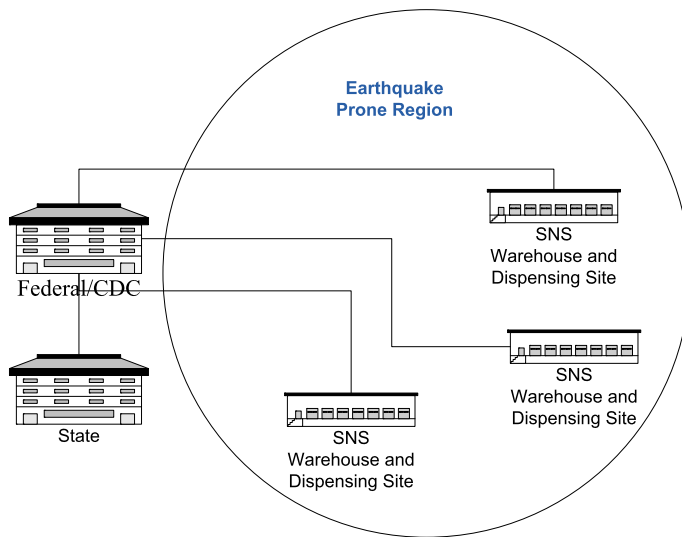 Earthquake
Prone Region
SNS
Warehouse and
Dispensing Site
Federal/CDC
SNS
Warehouse and
Dispensing Site
State
SNS
Warehouse and
Dispensing Site